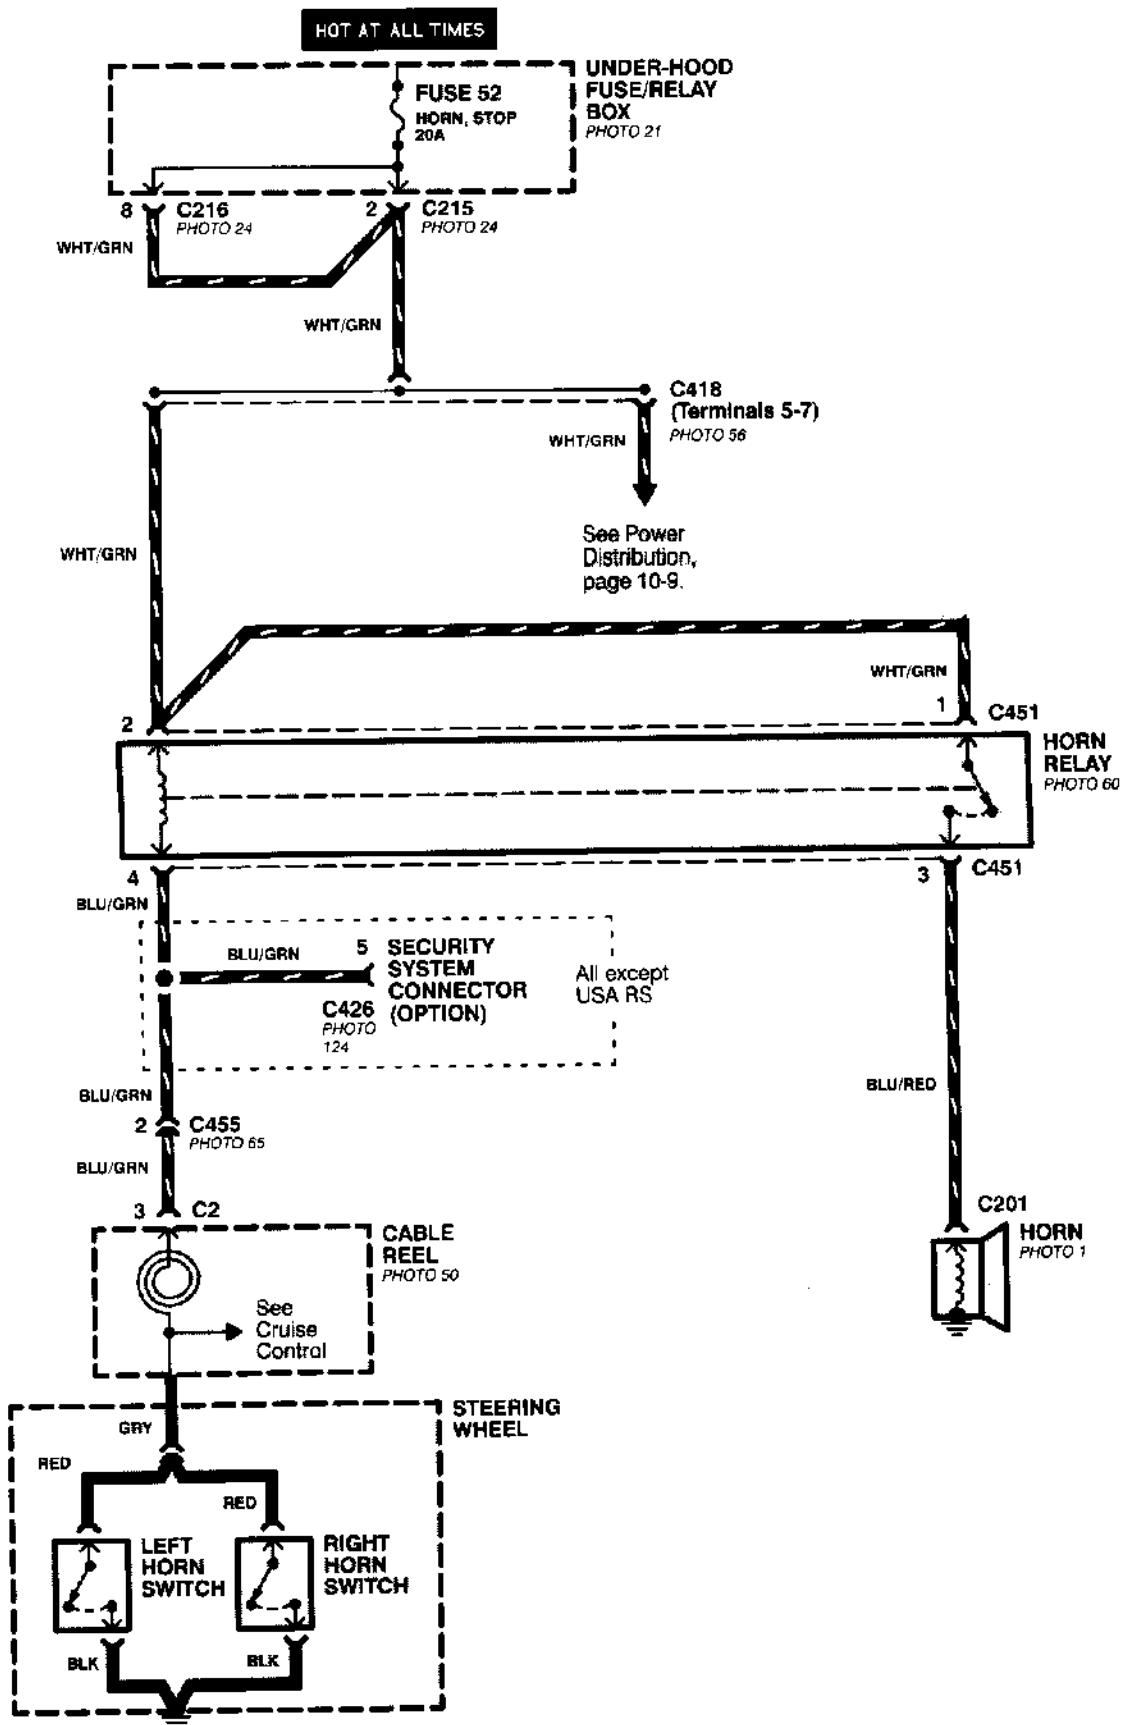 HOT AT ALL TIMES
UNDER-HOOD
FUSE/RELAY
BOX
PHOTO 21
FUSE 52
HORN, STOP
20A
8
C216
PHOTO 24
2
C215
PHOTO 24
WHT/GRN
WHT/GRN
C418
(Terminals 5-7)
PHOTO 56
WHT/GRN
See Power
Distribution,
page 10-9.
WHT/GRN
WHT/GRN
2
1
C451
HORN
RELAY
PHOTO 60
4
3
C451
BLU/GRN
BLU/GRN
5
SECURITY
SYSTEM
CONNECTOR
(OPTION)
C426
PHOTO
124
All except
USA RS
BLU/GRN
BLU/RED
2
C455
PHOTO 65
BLU/GRN
3
C2
CABLE
REEL
PHOTO 50
See
Cruise
Control
C201
HORN
PHOTO 1
STEERING
WHEEL
GRY
RED
RED
LEFT
HORN
SWITCH
RIGHT
HORN
SWITCH
BLK
BLK